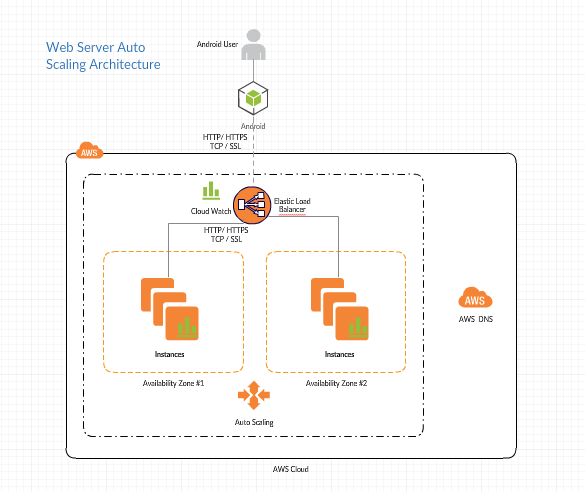 Web Server Auto
Scaling Architecture
Android User
Android
HTTP/ HTTPS
TCP / SSL
AWS
Cloud Watch
Elastic Load
Balancer
HTTP/ HTTPS
TCP / SSL
Instances
Instances
AWS
AWS DNS
Availability Zone #1
Availability Zone #2
Auto Scaling
AWS Cloud